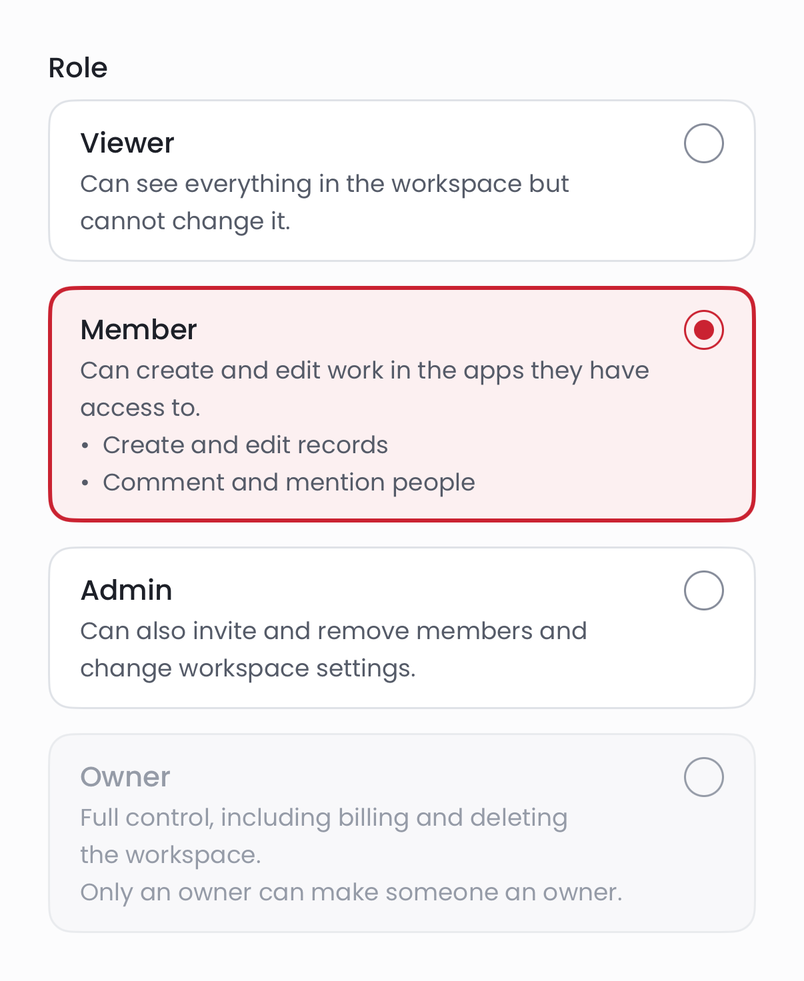 Role
Viewer
Can see everything in the workspace but
cannot change it.
Member
Can create and edit work in the apps they have
access to.
• Create and edit records
• Comment and mention people
Admin
Can also invite and remove members and
change workspace settings.
Owner
Full control, including billing and deleting
the workspace.
Only an owner can make someone an owner.